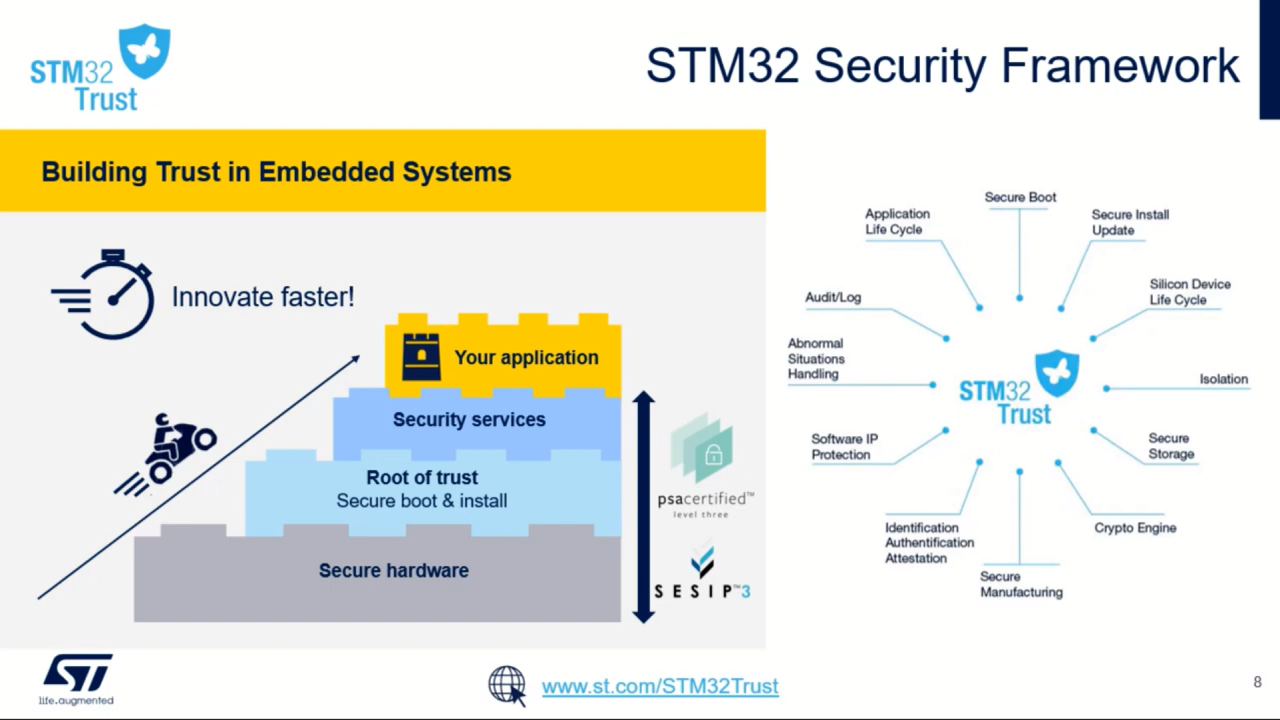 STM32
Trust
STM32 Security Framework
Building Trust in Embedded Systems
Innovate faster!
Your application
Security services
Root of trust
Secure boot & install
Secure hardware
psacertified™
level three
SESIP™3
Secure Boot
Application
Life Cycle
Secure Install
Update
Silicon Device
Life Cycle
Audit/Log
Abnormal
Situations
Handling
Isolation
STM32
Trust
Software IP
Protection
Secure
Storage
Identification
Authentification
Attestation
Crypto Engine
Secure
Manufacturing
ST
life.augmented
www.st.com/STM32Trust
8